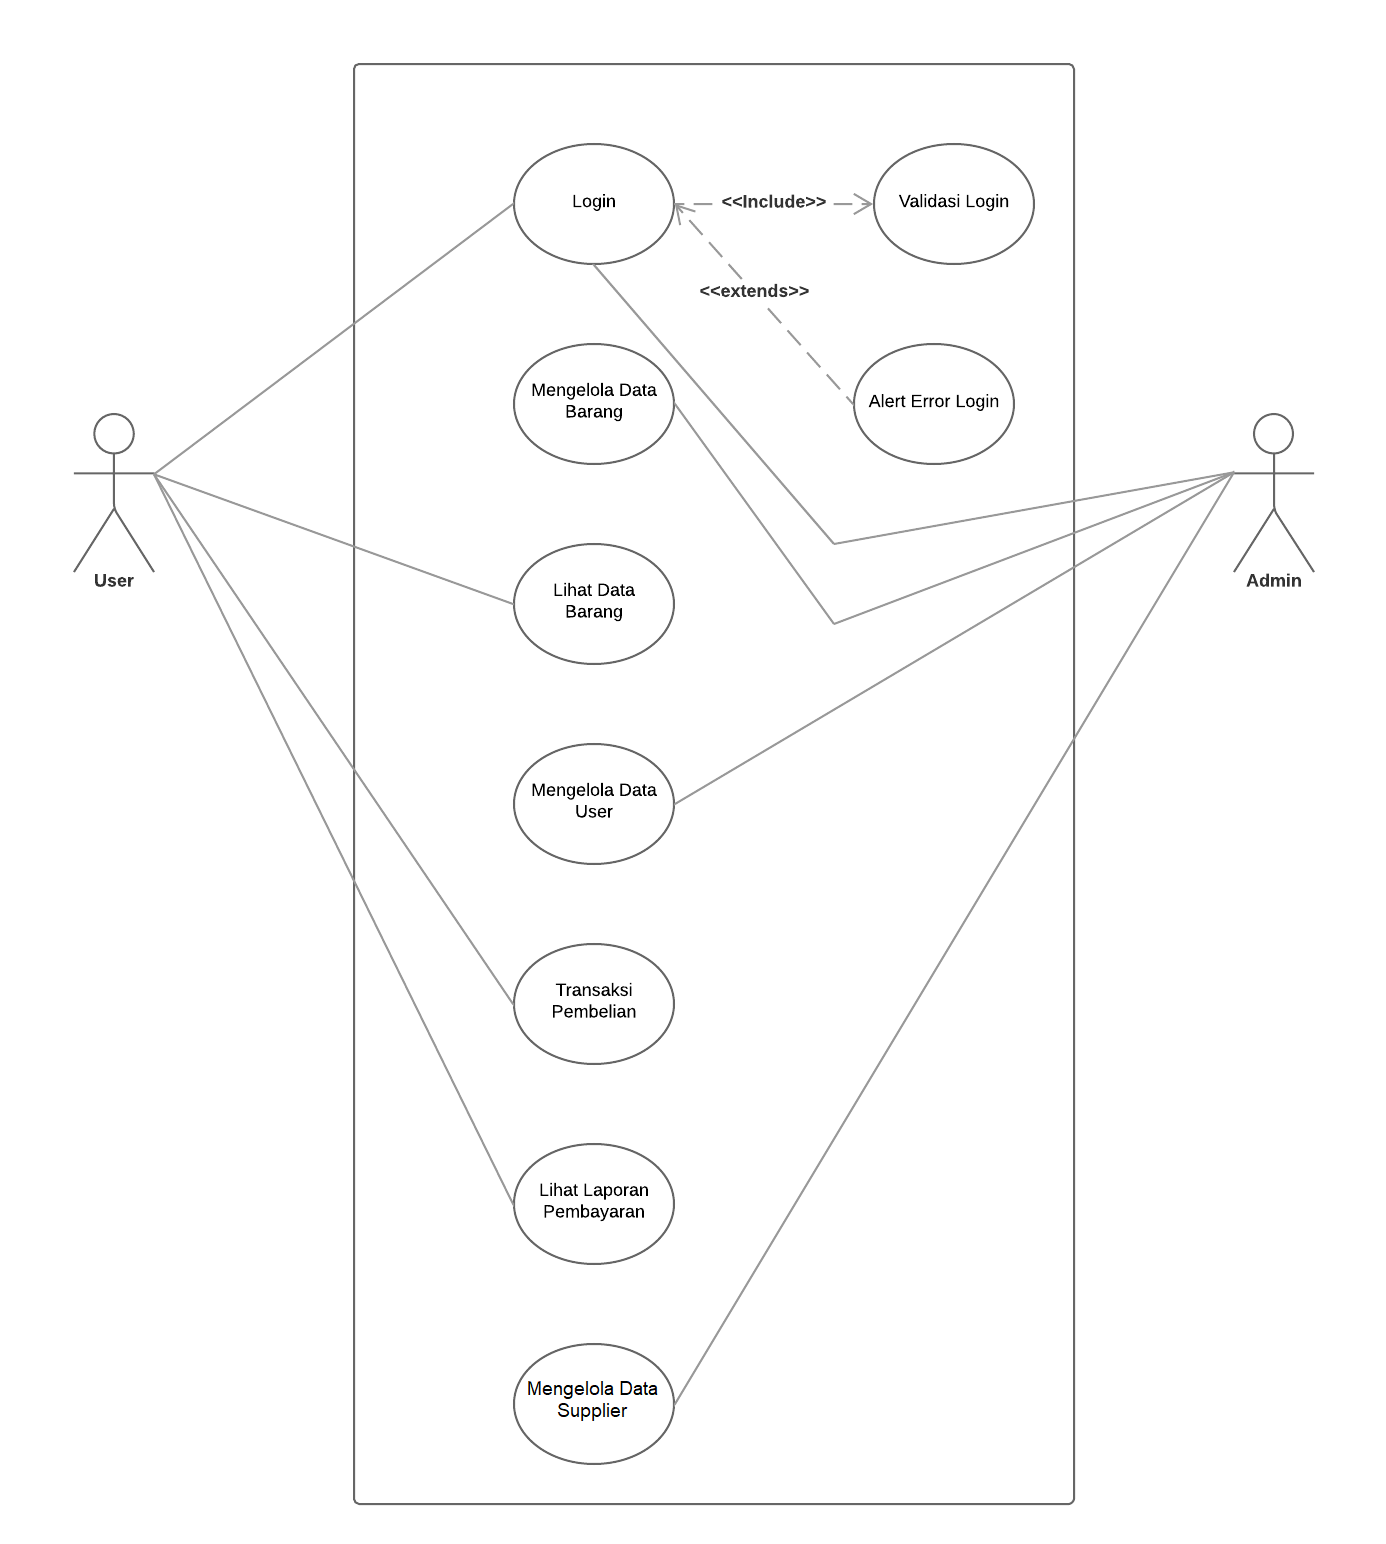 Login
<<Include>>
Validasi Login
<<extends>>
Mengelola Data
Barang
Alert Error Login
User
Admin
Lihat Data
Barang
Mengelola Data
User
Transaksi
Pembelian
Lihat Laporan
Pembayaran
Mengelola Data
Supplier